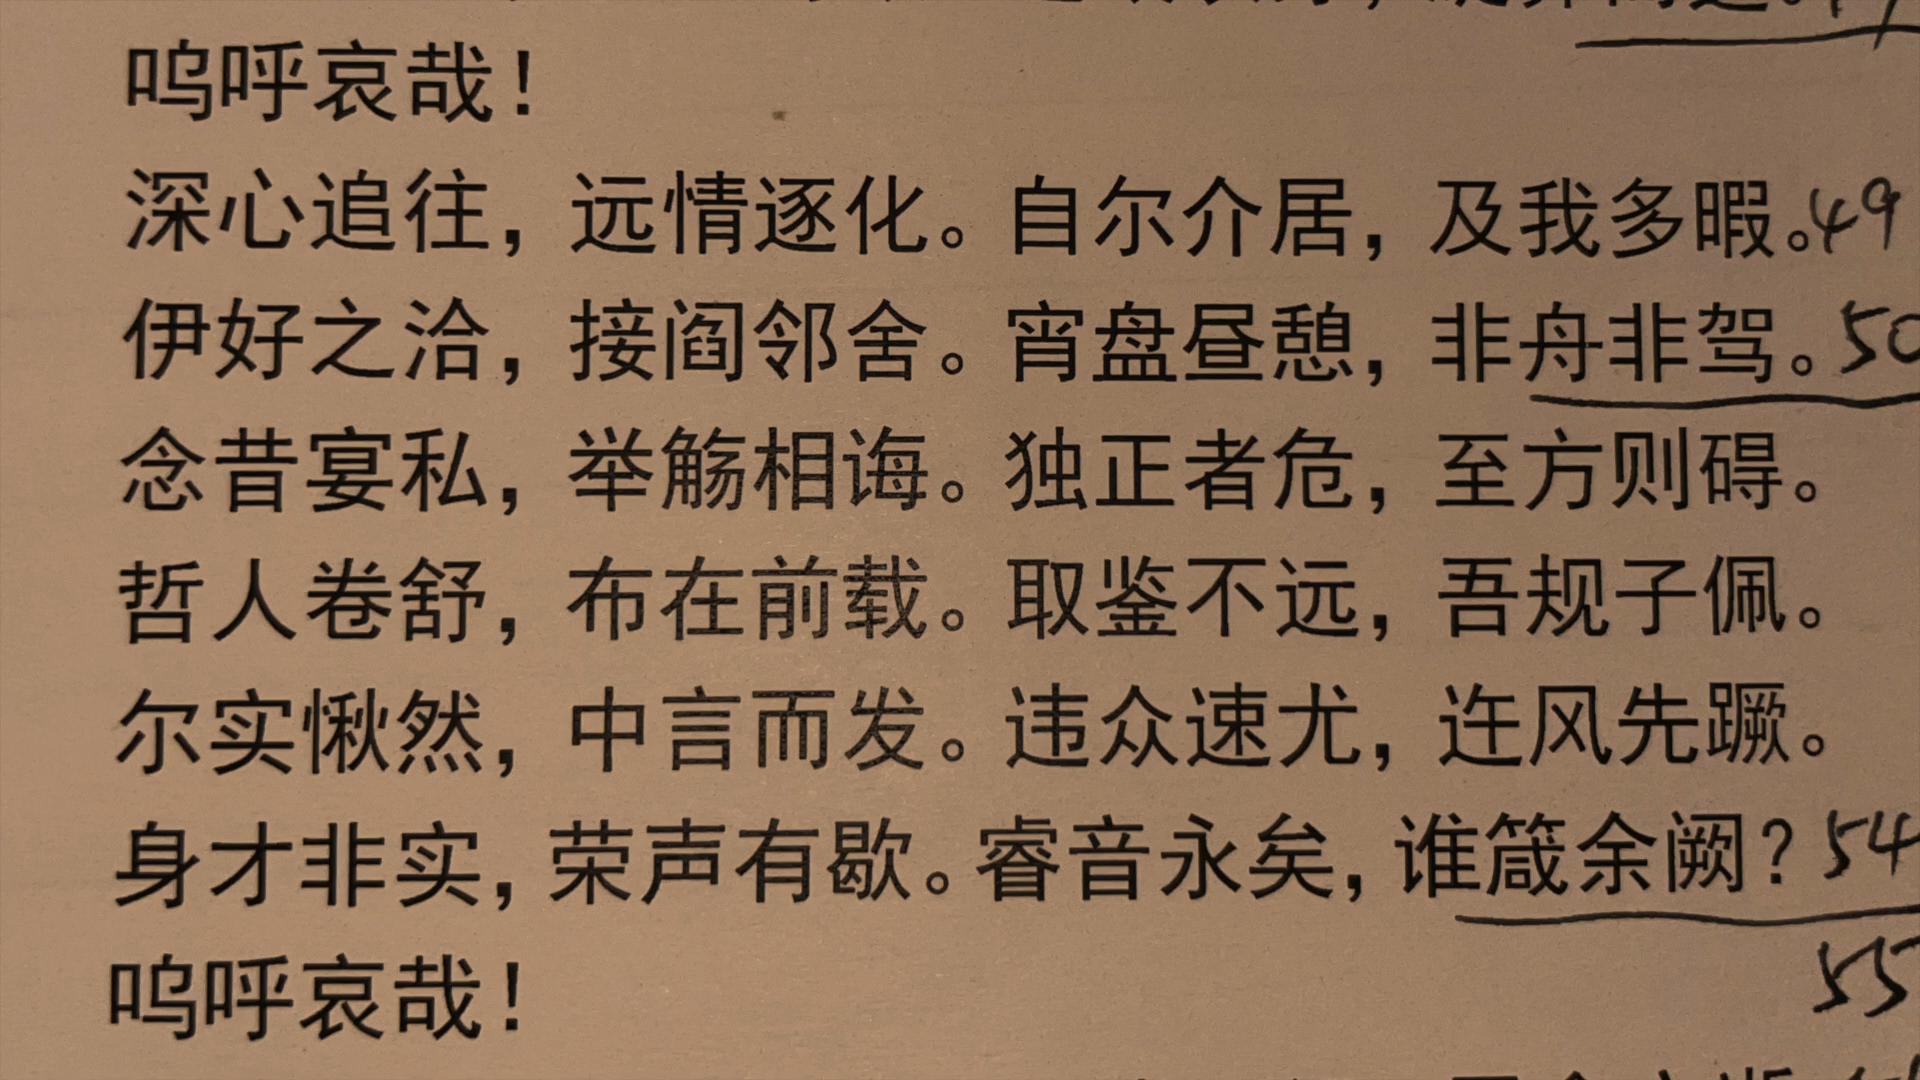 呜呼哀哉！
深心追往，远情逐化。自尔介居，及我多暇。49
伊好之洽，接阎邻舍。宵盘昼憩，非舟非驾。50
念昔宴私，举觞相诲。独正者危，至方则碍。
哲人卷舒，布在前载。取鉴不远，吾规子佩。
尔实愀然，中言而发。违众速尤，迕风先蹶。
身才非实，荣声有歇。睿音永矣，谁箴余阙？54
呜呼哀哉！55